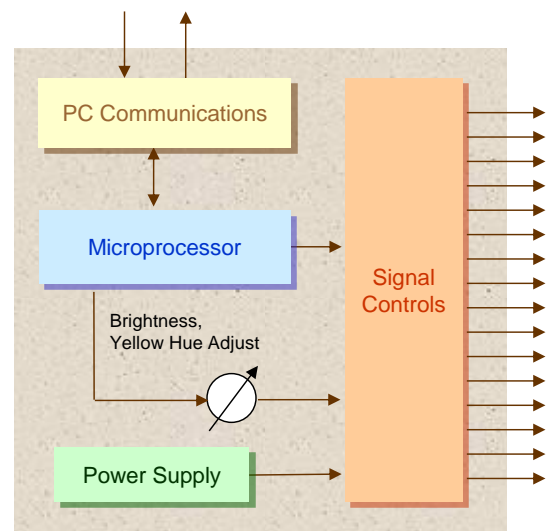 PC Communications
Microprocessor
Brightness,
Yellow Hue Adjust
Signal
Controls
Power Supply